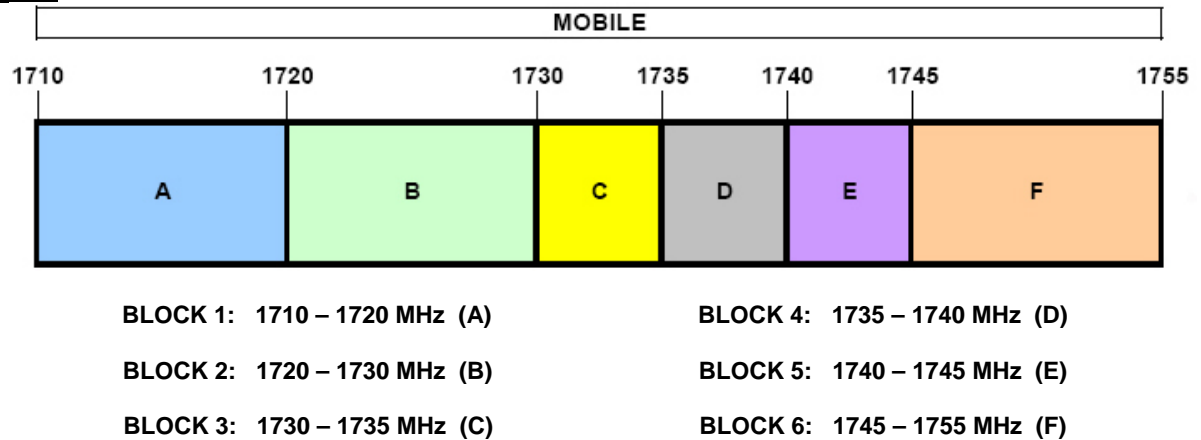 MOBILE
1710 1720 1730 1735 1740 1745 1755
A B C D E F
BLOCK 1: 1710 – 1720 MHz (A) BLOCK 4: 1735 – 1740 MHz (D)
BLOCK 2: 1720 – 1730 MHz (B) BLOCK 5: 1740 – 1745 MHz (E)
BLOCK 3: 1730 – 1735 MHz (C) BLOCK 6: 1745 – 1755 MHz (F)